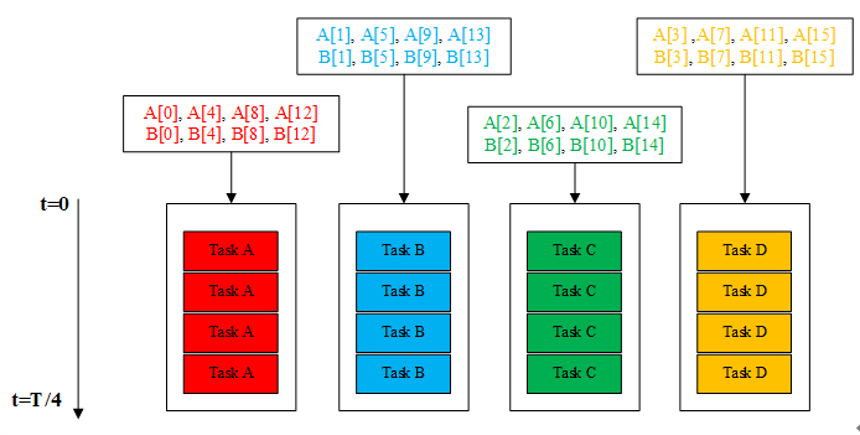 A[1], A[5], A[9], A[13]
B[1], B[5], B[9], B[13]
A[3] ,A[7], A[11], A[15]
B[3], B[7], B[11], B[15]
A[0], A[4], A[8], A[12]
B[0], B[4], B[8], B[12]
A[2], A[6], A[10], A[14]
B[2], B[6], B[10], B[14]
t=0
Task A Task B Task C Task D
Task A Task B Task C Task D
Task A Task B Task C Task D
Task A Task B Task C Task D
t=T/4